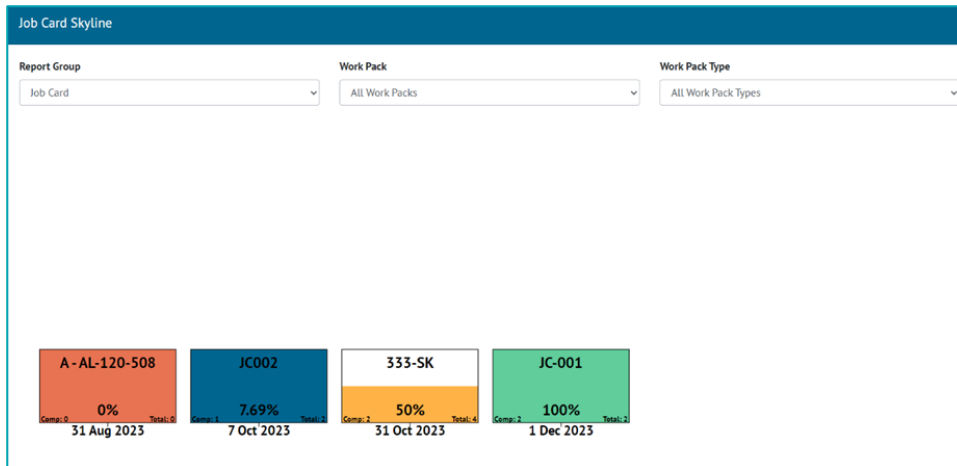 Job Card Skyline
Report Group Work Pack Work Pack Type
Job Card All Work Packs All Work Pack Types
A - AL-120-508 JC002 333-SK JC-001
0% 7.69% 50% 100%
Comp: 0 Total: 0 Comp: 1 Total: 2 Comp: 2 Total: 4 Comp: 2 Total: 2
31 Aug 2023 7 Oct 2023 31 Oct 2023 1 Dec 2023